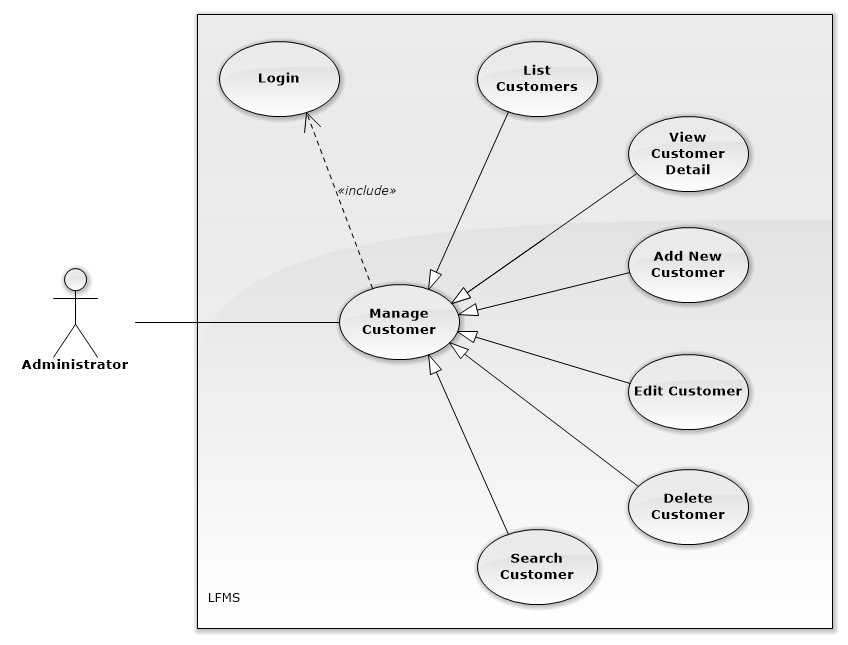 Login
List
Customers
View
Customer
Detail
«include»
Add New
Customer
Manage
Customer
Administrator
Edit Customer
Delete
Customer
Search
Customer
LFMS